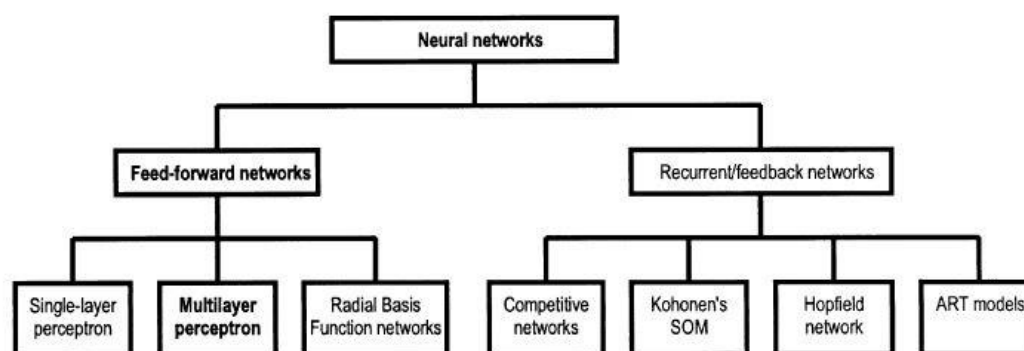 Neural networks
Feed-forward networks
Recurrent/feedback networks
Single-layer
perceptron
Multilayer
perceptron
Radial Basis
Function networks
Competitive
networks
Kohonen's
SOM
Hopfield
network
ART models